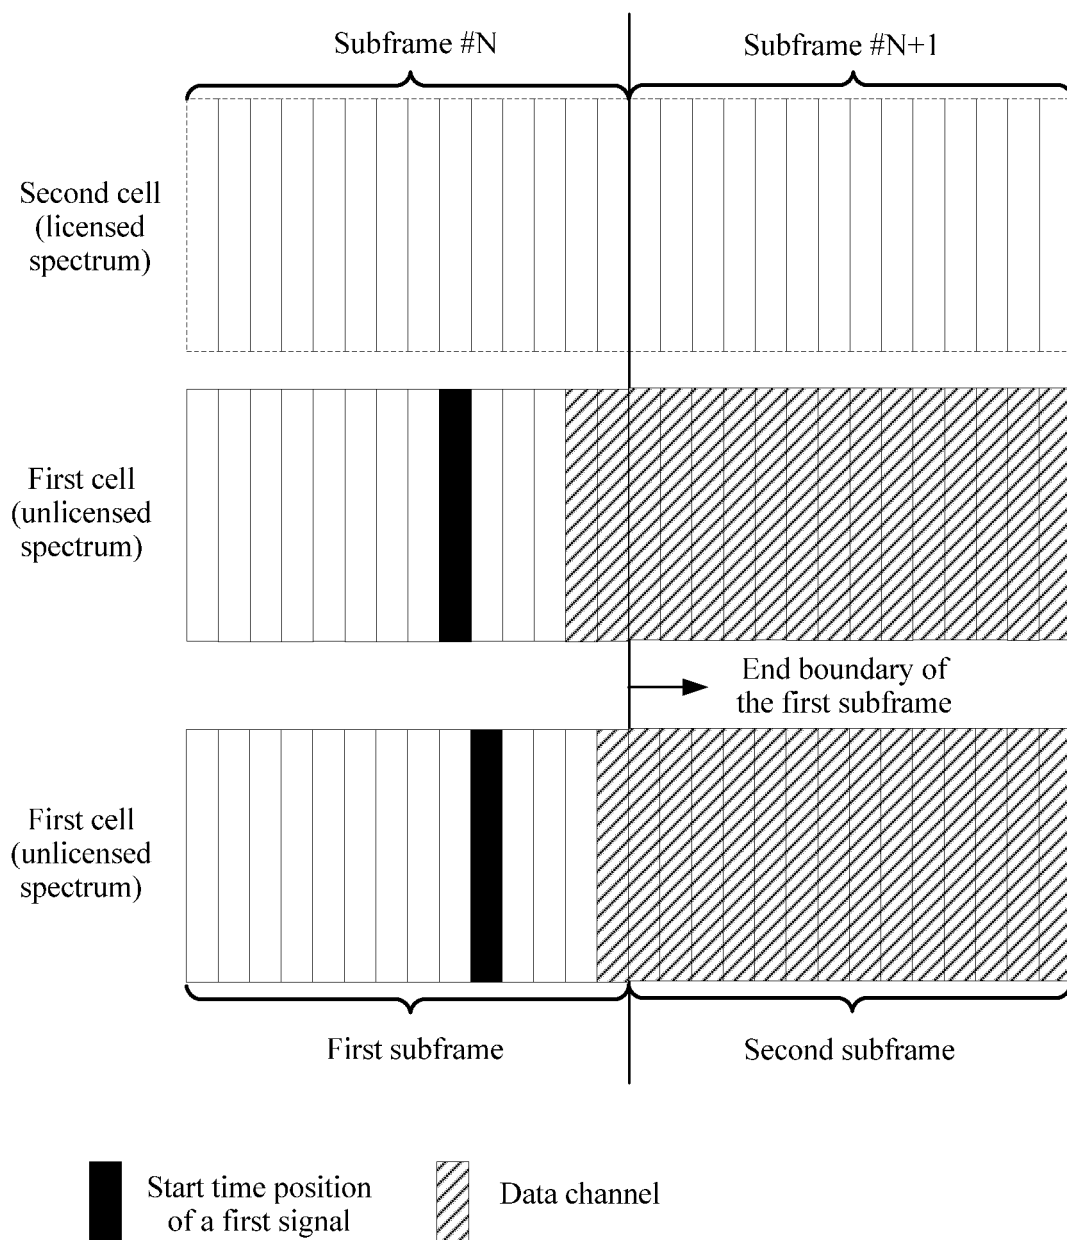 Subframe #N
Subframe #N+1
Second cell
(licensed
spectrum)
First cell
(unlicensed
spectrum)
End boundary of
the first subframe
First cell
(unlicensed
spectrum)
First subframe
Second subframe
Start time position
of a first signal
Data channel